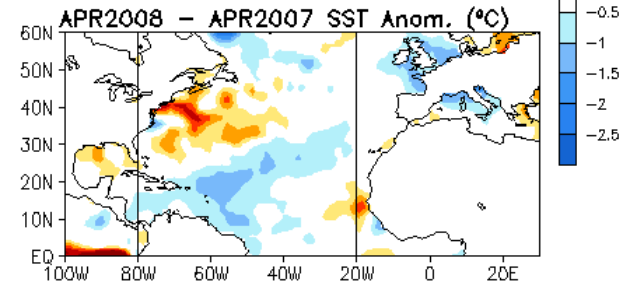 APR2008 – APR2007 SST Anom. (°C)
60N
50N
40N
30N
20N
10N
EQ
100W 80W 60W 40W 20W 0 20E
-0.5
-1
-1.5
-2
-2.5